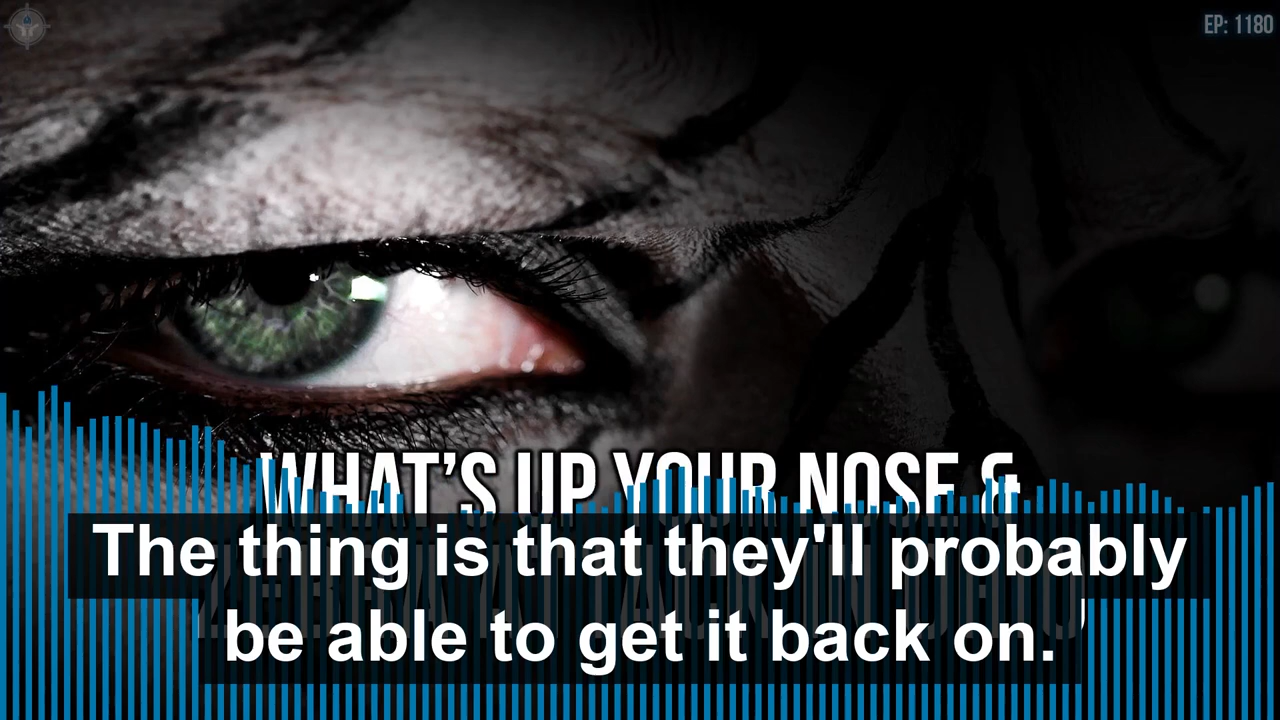 EP: 1180
WHAT'S UP YOUR NOSE &
The thing is that they'll probably
be able to get it back on.